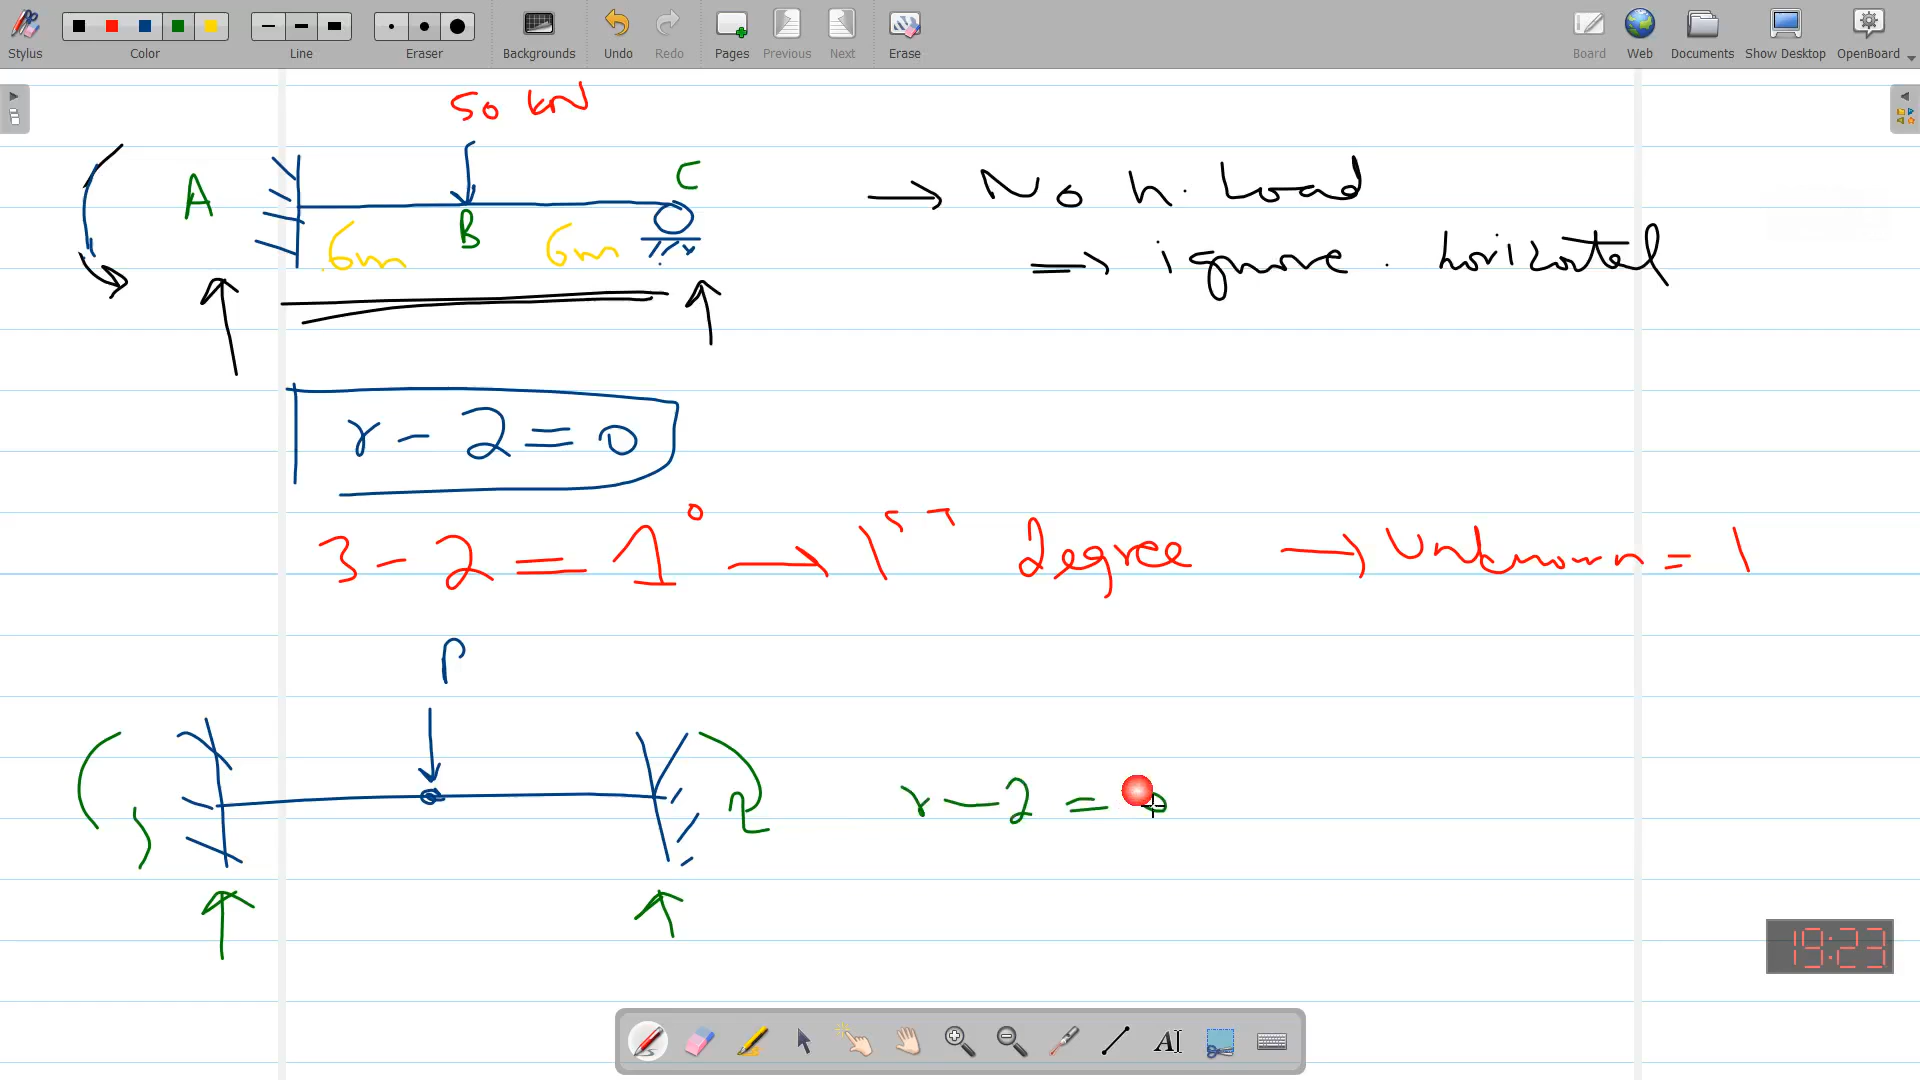 Stylus Color Line Eraser Backgrounds Undo Redo Pages Previous Next Erase Board Web Documents Show Desktop OpenBoard
50 kN
A B C
6m 6m
→ No h. Load
⇒ ignore. horizontal
r - 2 = 0
3 - 2 = 1° → 1st degree → Unknown = 1
P
r - 2 =
19:23